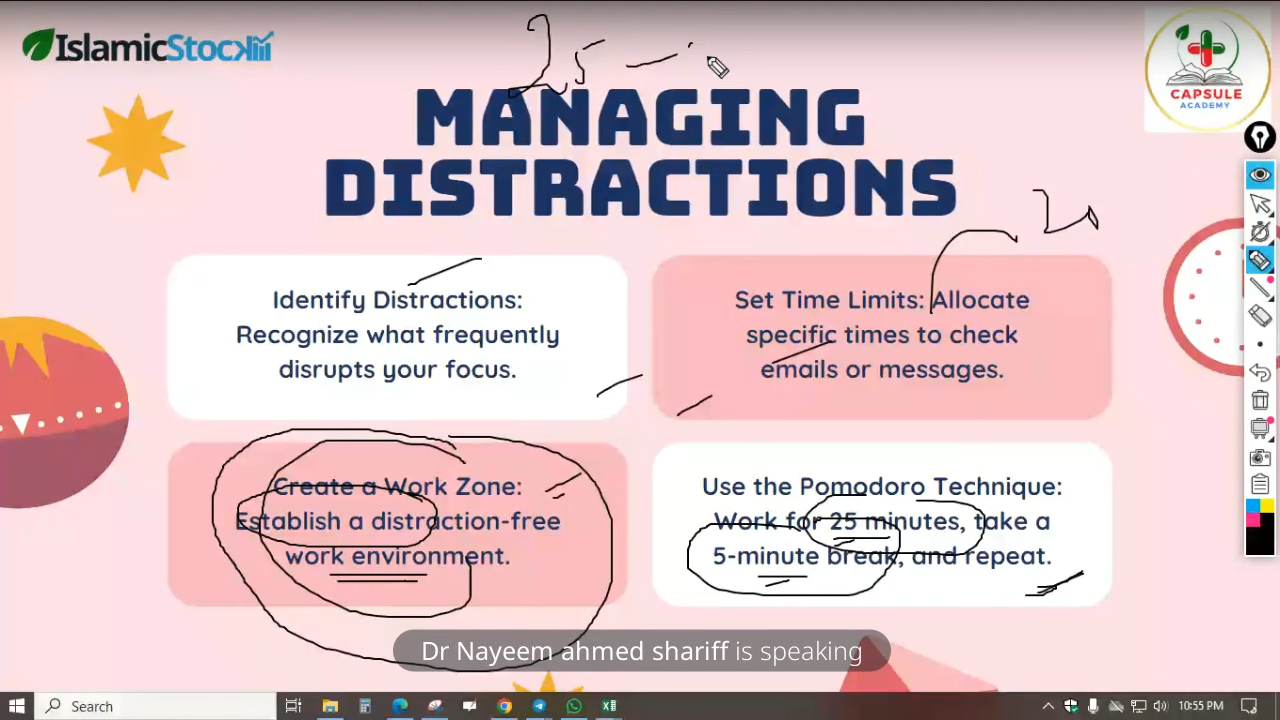 25 –
IslamicStock
CAPSULE
ACADEMY
MANAGING
DISTRACTIONS
Identify Distractions:
Recognize what frequently
disrupts your focus.
Set Time Limits: Allocate
specific times to check
emails or messages.
Create a Work Zone:
Establish a distraction-free
work environment.
Use the Pomodoro Technique:
Work for 25 minutes, take a
5-minute break, and repeat.
Dr Nayeem ahmed shariff is speaking
Search
10:55 PM